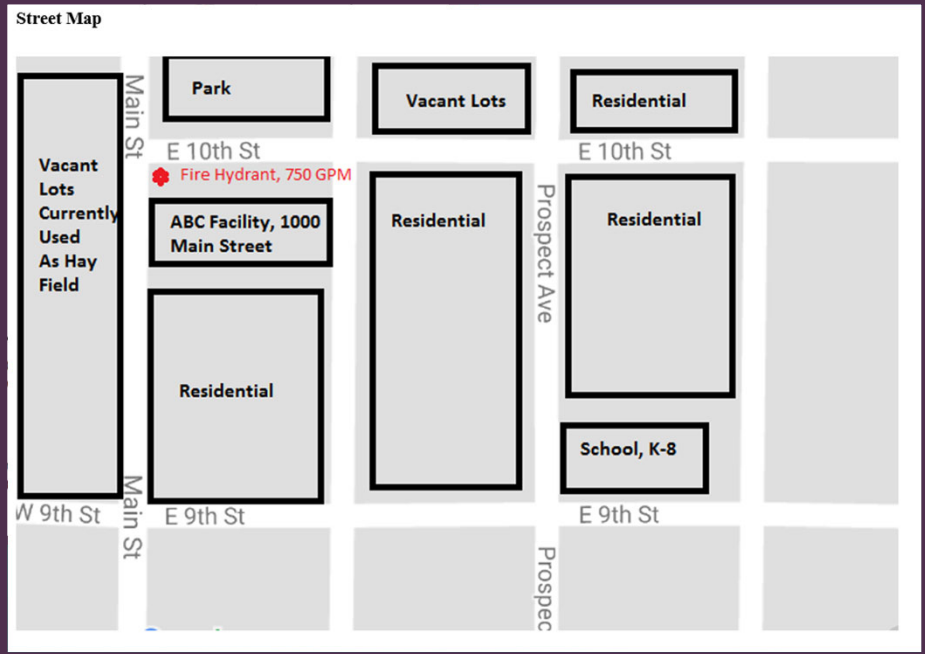 Street Map
Main St
Park
Vacant Lots
Residential
E 10th St
E 10th St
Fire Hydrant, 750 GPM
Vacant
Lots
Currently
Used
As Hay
Field
ABC Facility, 1000
Main Street
Residential
Prospect Ave
Residential
Residential
School, K-8
W 9th St
Main St
E 9th St
E 9th St
Prospec